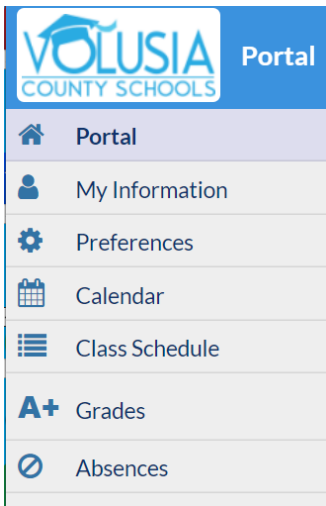 VOLUSIA
COUNTY SCHOOLS
Portal
Portal
My Information
Preferences
Calendar
Class Schedule
A+ Grades
Absences